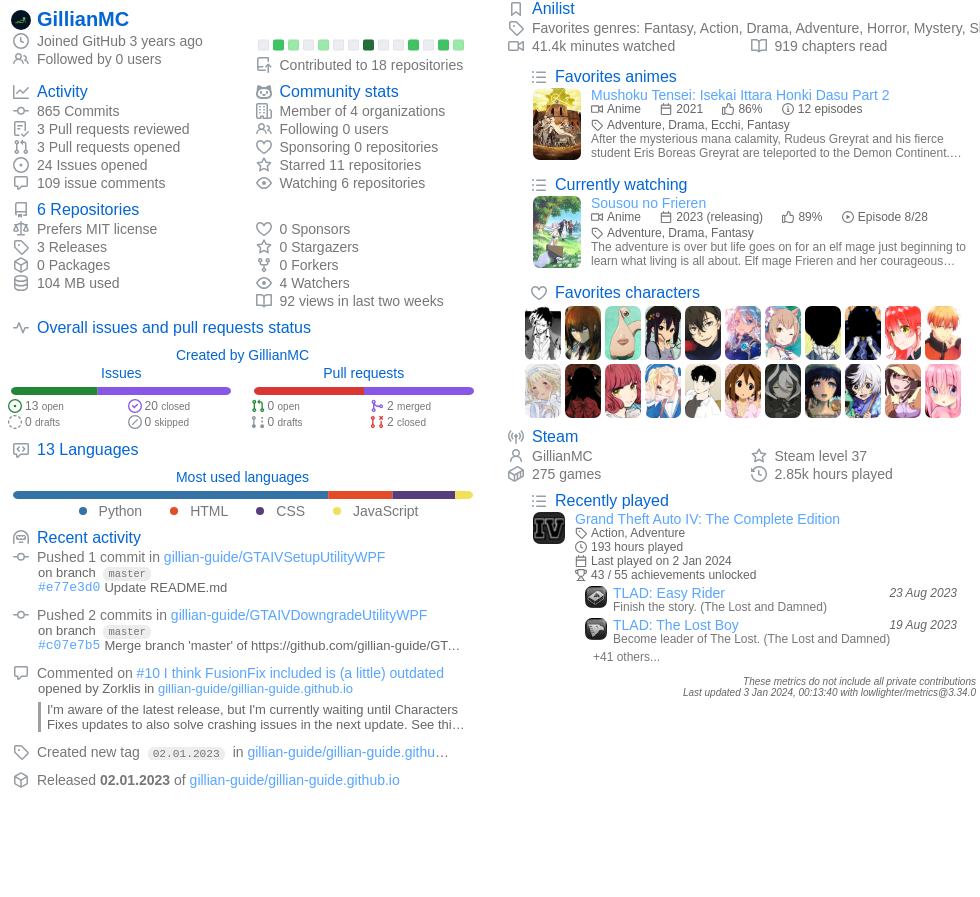 GillianMC
Joined GitHub 3 years ago
Followed by 0 users
Contributed to 18 repositories
Activity
865 Commits
3 Pull requests reviewed
3 Pull requests opened
24 Issues opened
109 issue comments
Community stats
Member of 4 organizations
Following 0 users
Sponsoring 0 repositories
Starred 11 repositories
Watching 6 repositories
6 Repositories
Prefers MIT license
3 Releases
0 Packages
104 MB used
0 Sponsors
0 Stargazers
0 Forkers
4 Watchers
92 views in last two weeks
Overall issues and pull requests status
Created by GillianMC
Issues
13 open
20 closed
0 drafts
0 skipped
Pull requests
0 open
2 merged
0 drafts
2 closed
13 Languages
Most used languages
Python HTML CSS JavaScript
Recent activity
Pushed 1 commit in gillian-guide/GTAIVSetupUtilityWPF
on branch master
#e77e3d0 Update README.md
Pushed 2 commits in gillian-guide/GTAIVDowngradeUtilityWPF
on branch master
#c07e7b5 Merge branch 'master' of https://github.com/gillian-guide/GT…
Commented on #10 I think FusionFix included is (a little) outdated
opened by Zorklis in gillian-guide/gillian-guide.github.io
I'm aware of the latest release, but I'm currently waiting until Characters
Fixes updates to also solve crashing issues in the next update. See thi…
Created new tag 02.01.2023 in gillian-guide/gillian-guide.githu…
Released 02.01.2023 of gillian-guide/gillian-guide.github.io
Anilist
Favorites genres: Fantasy, Action, Drama, Adventure, Horror, Mystery, S
41.4k minutes watched
919 chapters read
Favorites animes
Mushoku Tensei: Isekai Ittara Honki Dasu Part 2
Anime 2021 86% 12 episodes
Adventure, Drama, Ecchi, Fantasy
After the mysterious mana calamity, Rudeus Greyrat and his fierce
student Eris Boreas Greyrat are teleported to the Demon Continent.…
Currently watching
Sousou no Frieren
Anime 2023 (releasing) 89% Episode 8/28
Adventure, Drama, Fantasy
The adventure is over but life goes on for an elf mage just beginning to
learn what living is all about. Elf mage Frieren and her courageous…
Favorites characters
Steam
GillianMC
Steam level 37
275 games
2.85k hours played
Recently played
Grand Theft Auto IV: The Complete Edition
Action, Adventure
193 hours played
Last played on 2 Jan 2024
43 / 55 achievements unlocked
TLAD: Easy Rider 23 Aug 2023
Finish the story. (The Lost and Damned)
TLAD: The Lost Boy 19 Aug 2023
Become leader of The Lost. (The Lost and Damned)
+41 others...
These metrics do not include all private contributions
Last updated 3 Jan 2024, 00:13:40 with lowlighter/metrics@3.34.0